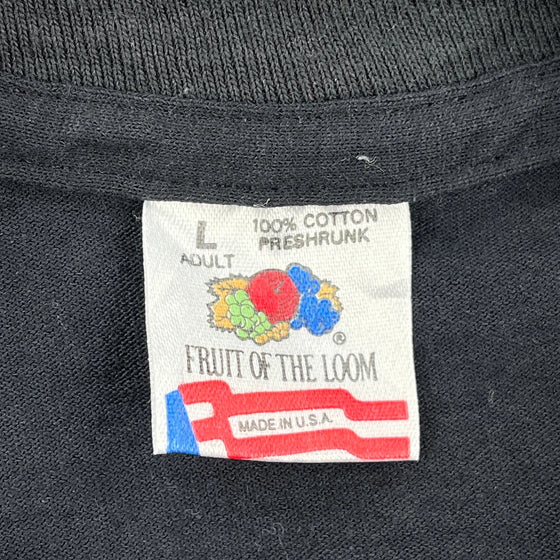 L 100% COTTON
ADULT PRESHRUNK
®
FRUIT OF THE LOOM
MADE IN U.S.A.